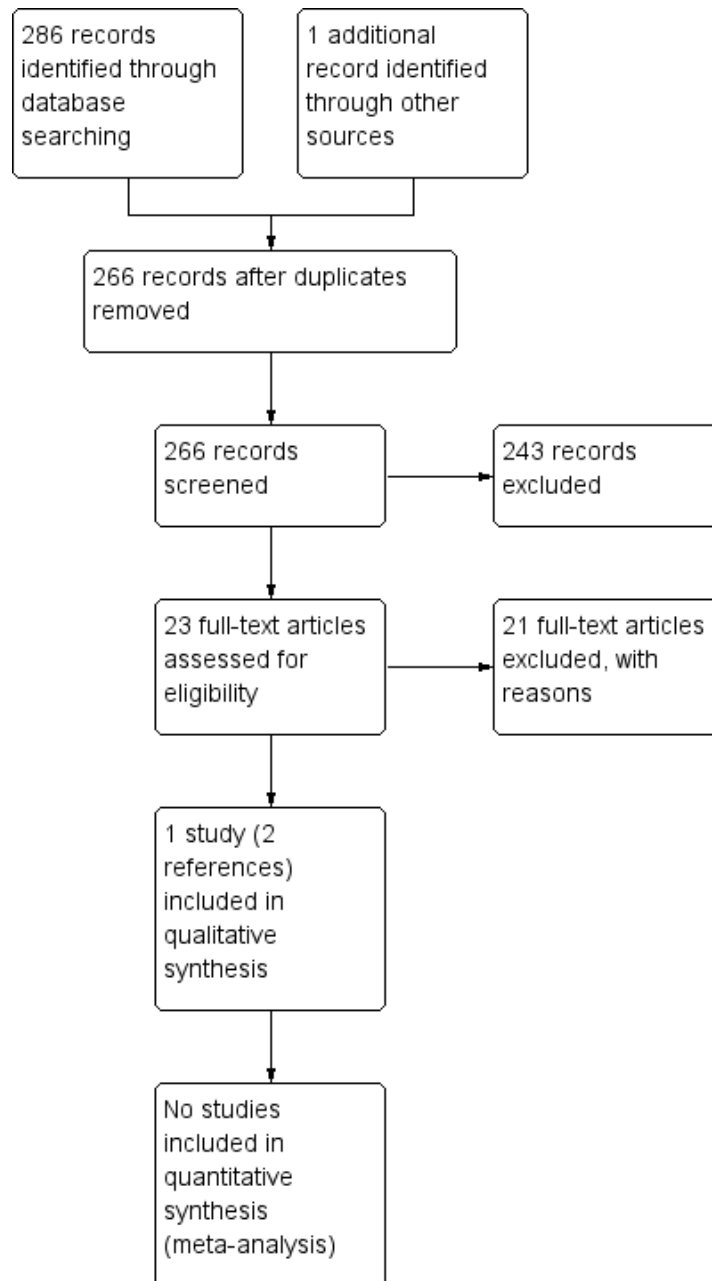 286 records
identified through
database
searching
1 additional
record identified
through other
sources
266 records after duplicates
removed
266 records
screened
243 records
excluded
23 full-text articles
assessed for
eligibility
21 full-text articles
excluded, with
reasons
1 study (2
references)
included in
qualitative
synthesis
No studies
included in
quantitative
synthesis
(meta-analysis)